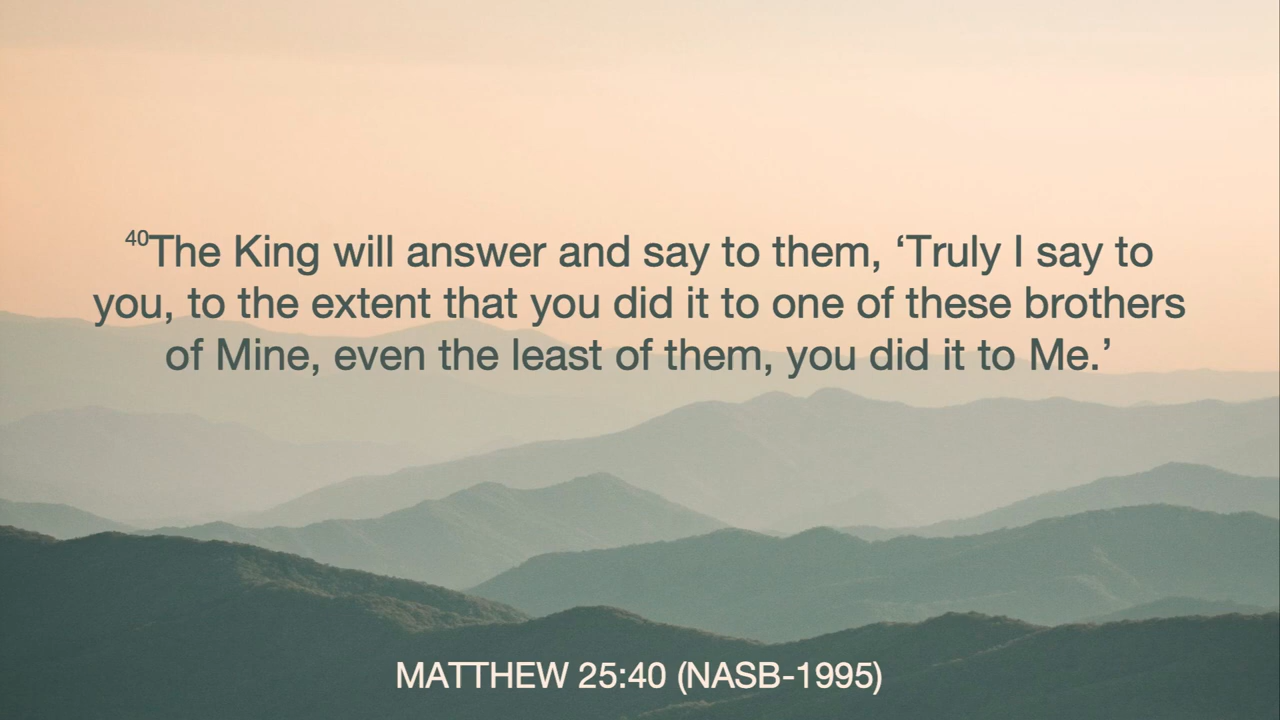 40The King will answer and say to them, ‘Truly I say to
you, to the extent that you did it to one of these brothers
of Mine, even the least of them, you did it to Me.’
MATTHEW 25:40 (NASB-1995)